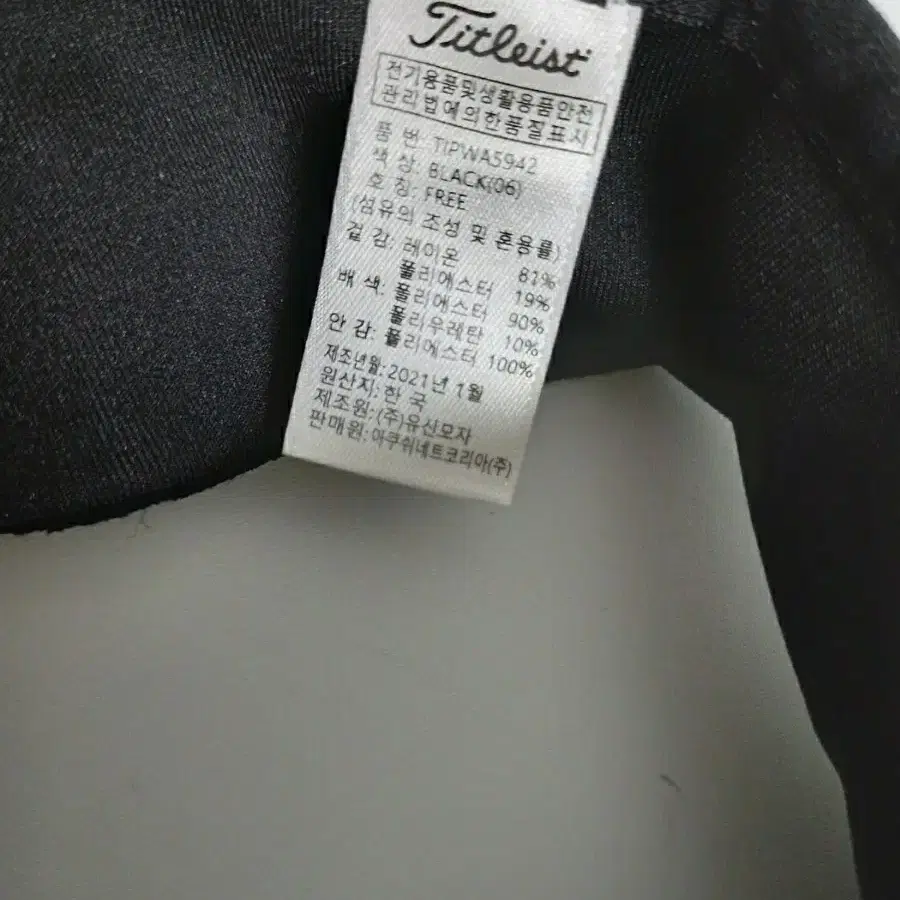 Titleist
전기용품및생활용품안전
관리법에의한품질표시
품 번: TIPWA5942
색 상: BLACK(06)
호 칭: FREE
(섬유의 조성 및 혼용률)
겉 감: 레이온 81%
폴리에스터 19%
배 색: 폴리에스터 90%
폴리우레탄 10%
안 감: 폴리에스터 100%
제조년월: 2021년 1월
원산지: 한 국
제조원: (주)유신모자
판매원: 아쿠쉬네트코리아(주)